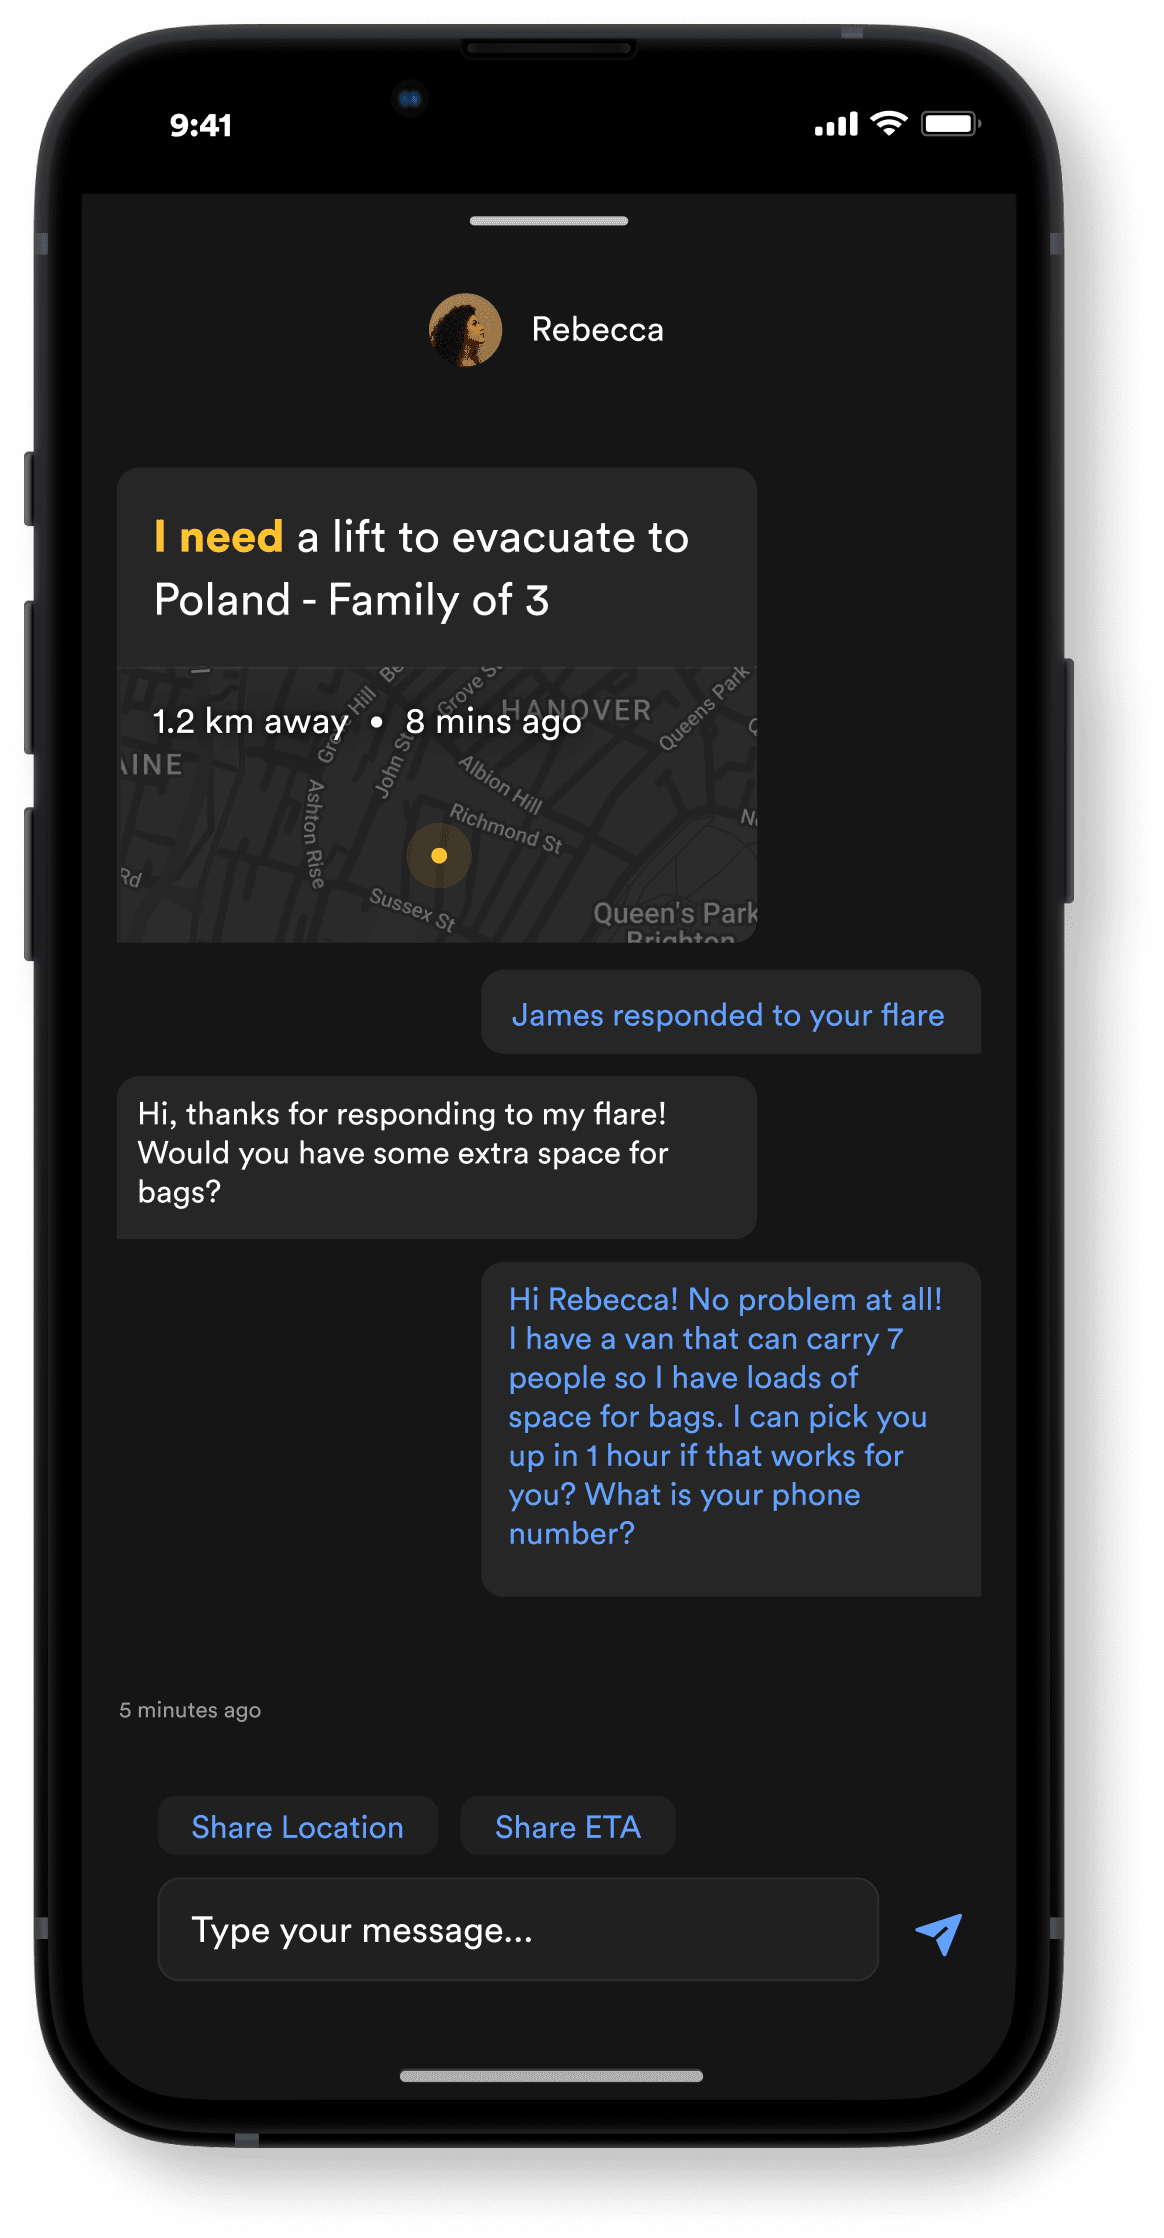 9:41
Rebecca
I need a lift to evacuate to
Poland - Family of 3
Grove Hill
Grove St
HANOVER
Queens Park
1.2 km away • 8 mins ago
AINE
John St
Albion Hill
Ashton Rise
Richmond St
Rd
Sussex St
Queen's Park
Brighton
James responded to your flare
Hi, thanks for responding to my flare!
Would you have some extra space for
bags?
Hi Rebecca! No problem at all!
I have a van that can carry 7
people so I have loads of
space for bags. I can pick you
up in 1 hour if that works for
you? What is your phone
number?
5 minutes ago
Share Location
Share ETA
Type your message...